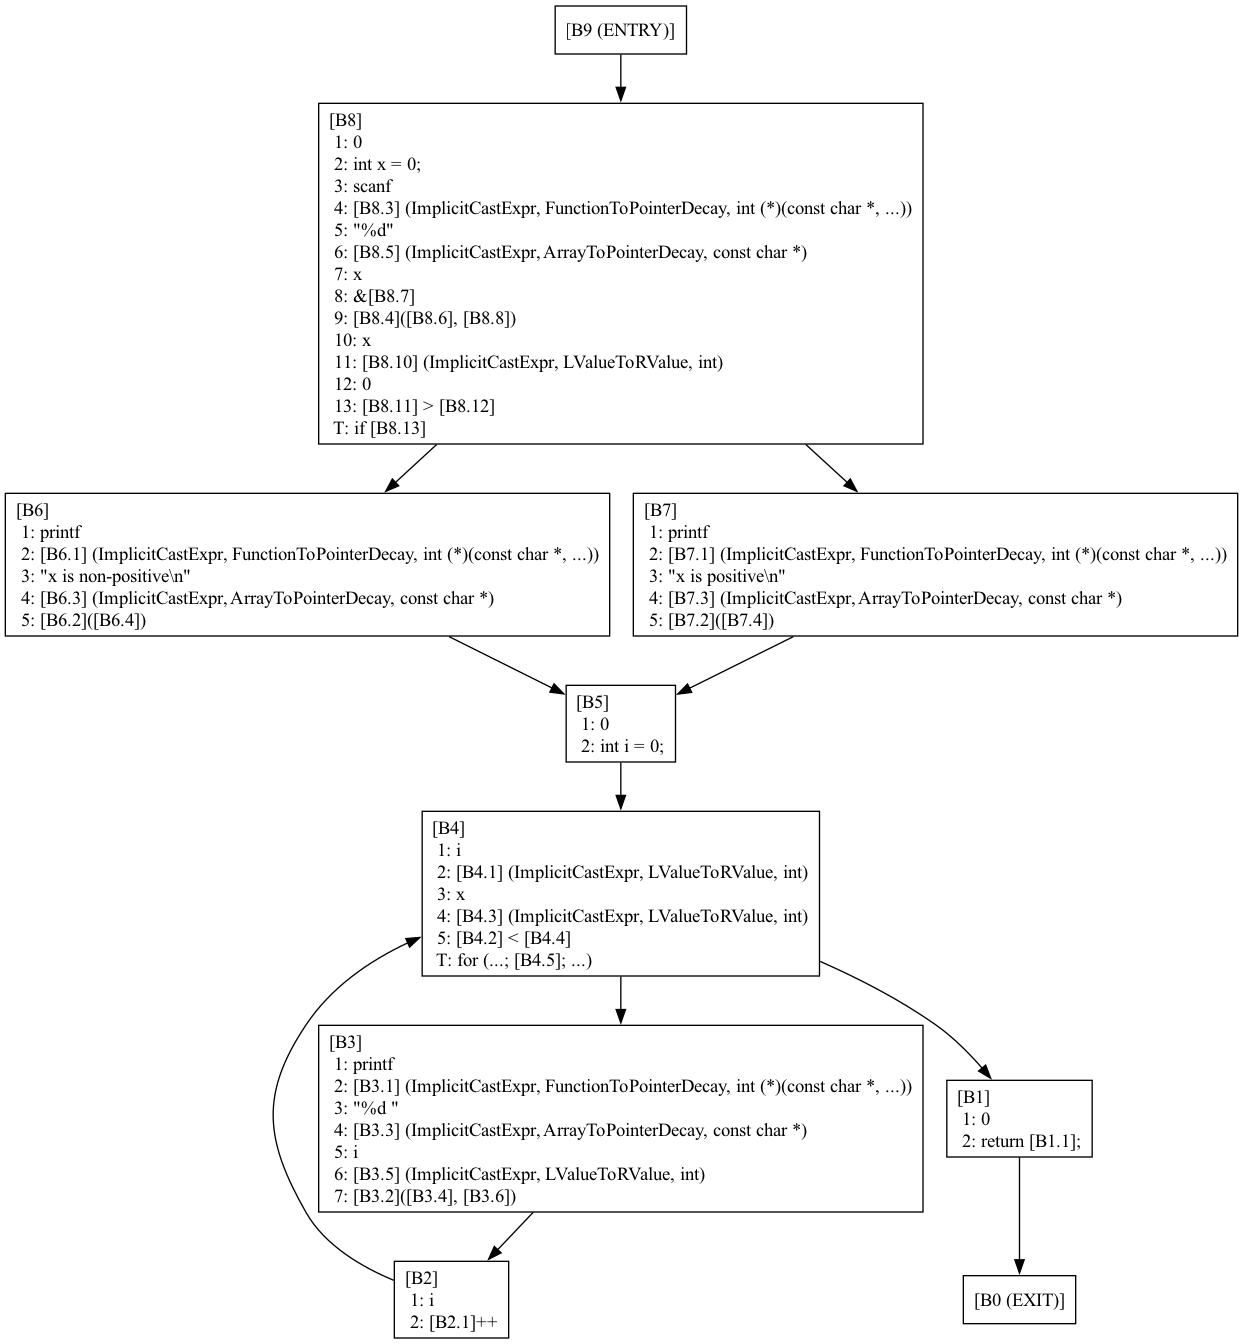 [B9 (ENTRY)]
[B8]
1: 0
2: int x = 0;
3: scanf
4: [B8.3] (ImplicitCastExpr, FunctionToPointerDecay, int (*)(const char *, ...))
5: "%d"
6: [B8.5] (ImplicitCastExpr, ArrayToPointerDecay, const char *)
7: x
8: &[B8.7]
9: [B8.4]([B8.6], [B8.8])
10: x
11: [B8.10] (ImplicitCastExpr, LValueToRValue, int)
12: 0
13: [B8.11] > [B8.12]
T: if [B8.13]
[B6]
1: printf
2: [B6.1] (ImplicitCastExpr, FunctionToPointerDecay, int (*)(const char *, ...))
3: "x is non-positive\n"
4: [B6.3] (ImplicitCastExpr, ArrayToPointerDecay, const char *)
5: [B6.2]([B6.4])
[B7]
1: printf
2: [B7.1] (ImplicitCastExpr, FunctionToPointerDecay, int (*)(const char *, ...))
3: "x is positive\n"
4: [B7.3] (ImplicitCastExpr, ArrayToPointerDecay, const char *)
5: [B7.2]([B7.4])
[B5]
1: 0
2: int i = 0;
[B4]
1: i
2: [B4.1] (ImplicitCastExpr, LValueToRValue, int)
3: x
4: [B4.3] (ImplicitCastExpr, LValueToRValue, int)
5: [B4.2] < [B4.4]
T: for (...; [B4.5]; ...)
[B3]
1: printf
2: [B3.1] (ImplicitCastExpr, FunctionToPointerDecay, int (*)(const char *, ...))
3: "%d "
4: [B3.3] (ImplicitCastExpr, ArrayToPointerDecay, const char *)
5: i
6: [B3.5] (ImplicitCastExpr, LValueToRValue, int)
7: [B3.2]([B3.4], [B3.6])
[B1]
1: 0
2: return [B1.1];
[B2]
1: i
2: [B2.1]++
[B0 (EXIT)]